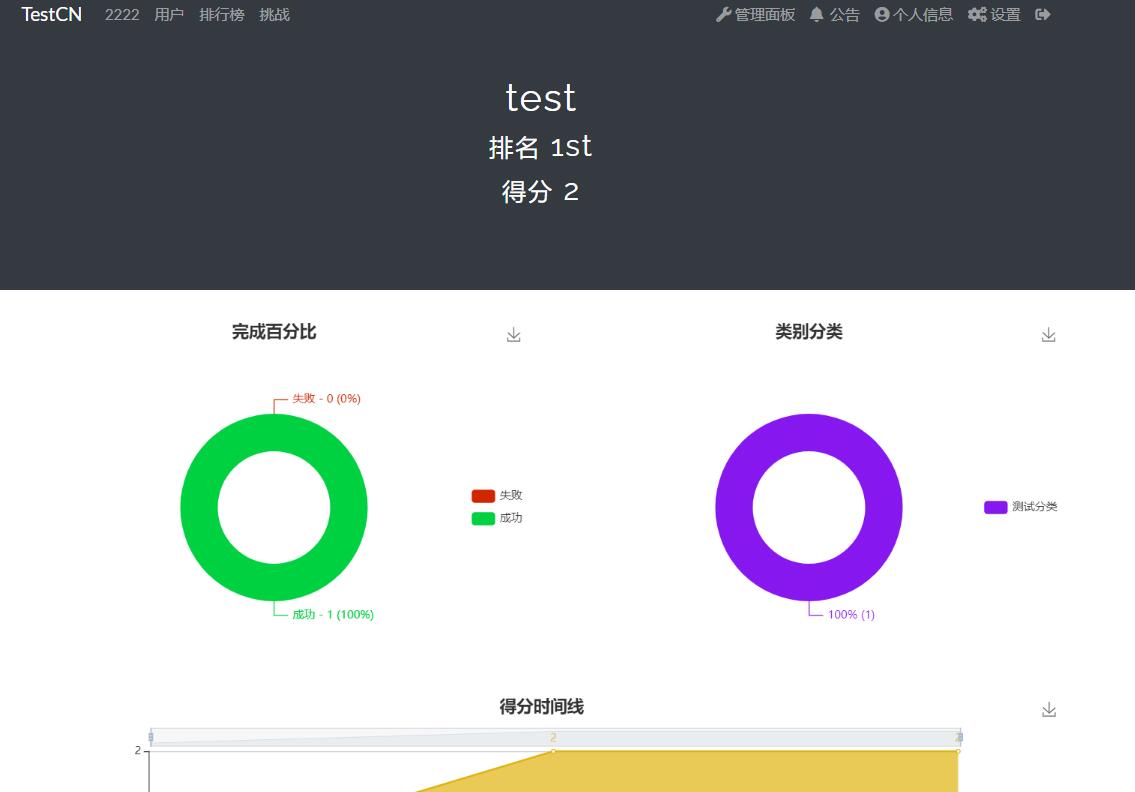 TestCN 2222 用户 排行榜 挑战 管理面板 公告 个人信息 设置
test
排名 1st
得分 2
完成百分比 类别分类
失败 - 0 (0%)
失败
成功
测试分类
成功 - 1 (100%)
100% (1)
得分时间线
2
2
2